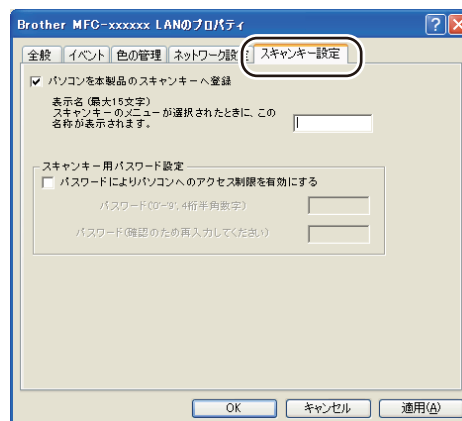 Brother MFC-xxxxxx LANのプロパティ
全般 イベント 色の管理 ネットワーク設定 スキャンキー設定
パソコンを本製品のスキャンキーへ登録
表示名(最大15文字)
スキャンキーのメニューが選択されたときに、この
名称が表示されます。
スキャンキー用パスワード設定
パスワードによりパソコンへのアクセス制限を有効にする
パスワード('0'-'9', 4桁半角数字)
パスワード(確認のため再入力してください)
OK キャンセル 適用(A)